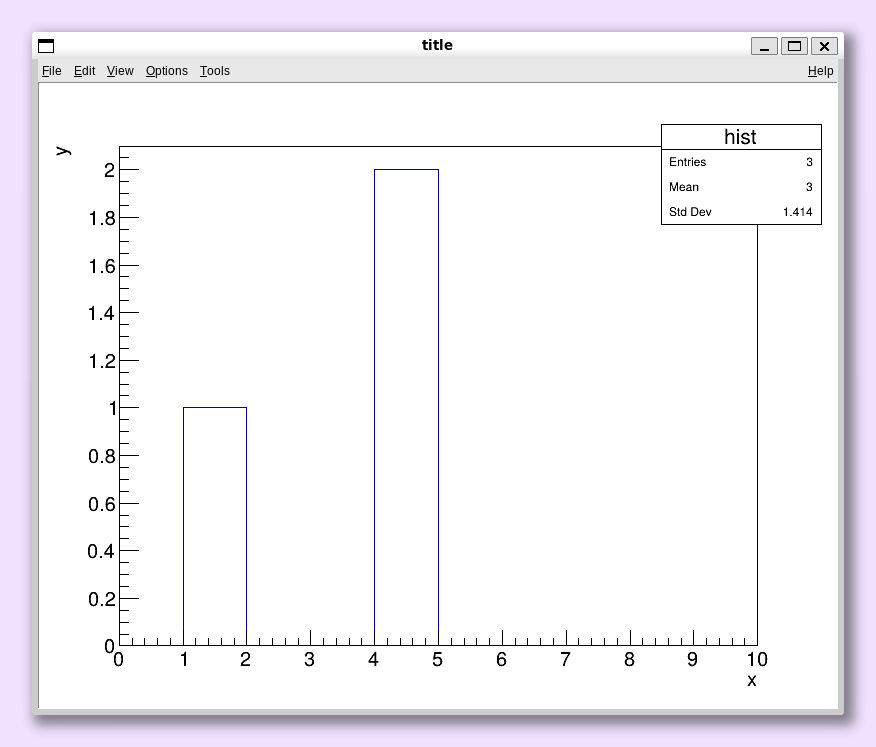 title
File Edit View Options Tools Help
hist
Entries 3
Mean 3
Std Dev 1.414
y
2
1.8
1.6
1.4
1.2
1
0.8
0.6
0.4
0.2
0
0 1 2 3 4 5 6 7 8 9 10
x